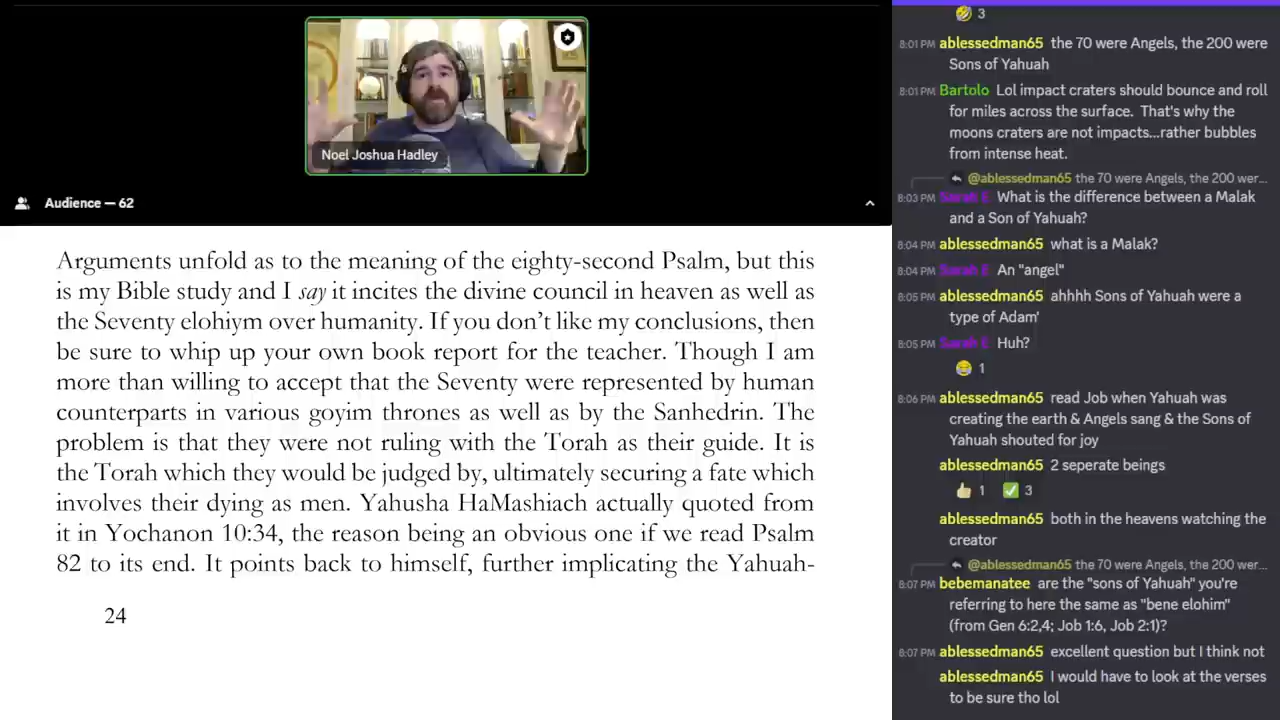 Noel Joshua Hadley
Audience — 62
Arguments unfold as to the meaning of the eighty-second Psalm, but this
is my Bible study and I say it incites the divine council in heaven as well as
the Seventy elohiym over humanity. If you don't like my conclusions, then
be sure to whip up your own book report for the teacher. Though I am
more than willing to accept that the Seventy were represented by human
counterparts in various goyim thrones as well as by the Sanhedrin. The
problem is that they were not ruling with the Torah as their guide. It is
the Torah which they would be judged by, ultimately securing a fate which
involves their dying as men. Yahusha HaMashiach actually quoted from
it in Yochanon 10:34, the reason being an obvious one if we read Psalm
82 to its end. It points back to himself, further implicating the Yahuah-
24
3
8:01 PM ablessedman65 the 70 were Angels, the 200 were
Sons of Yahuah
Bartolo Lol impact craters should bounce and roll
for miles across the surface. That's why the
moons craters are not impacts...rather bubbles
from intense heat.
@ablessedman65 the 70 were Angels, the 200 wer...
8:03 PM Sarah E What is the difference between a Malak
and a Son of Yahuah?
8:04 PM ablessedman65 what is a Malak?
8:04 PM Sarah E An "angel"
8:05 PM ablessedman65 ahhhh Sons of Yahuah were a
type of Adam'
8:05 PM Sarah E Huh?
1
8:06 PM ablessedman65 read Job when Yahuah was
creating the earth & Angels sang & the Sons of
Yahuah shouted for joy
ablessedman65 2 seperate beings
1 3
ablessedman65 both in the heavens watching the
creator
@ablessedman65 the 70 were Angels, the 200 wer...
8:07 PM bebemanatee are the "sons of Yahuah" you're
referring to here the same as "bene elohim"
(from Gen 6:2,4; Job 1:6, Job 2:1)?
8:07 PM ablessedman65 excellent question but I think not
ablessedman65 I would have to look at the verses
to be sure tho lol